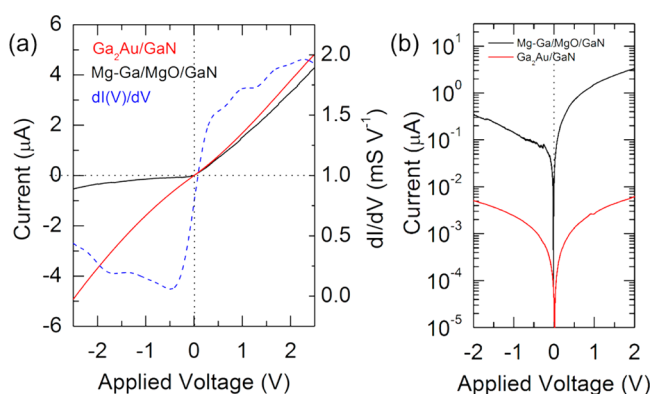 (a)
6
4
2
0
-2
-4
-6
Current (μA)
Ga₂Au/GaN
Mg-Ga/MgO/GaN
dI(V)/dV
2.0
1.5
1.0
0.5
0.0
dI/dV (mS V⁻¹)
-2 -1 0 1 2
Applied Voltage (V)
(b)
10²
10¹
10⁰
10⁻¹
10⁻²
10⁻³
10⁻⁴
10⁻⁵
Current (μA)
Mg-Ga/MgO/GaN
Ga₂Au/GaN
-2 -1 0 1 2
Applied Voltage (V)